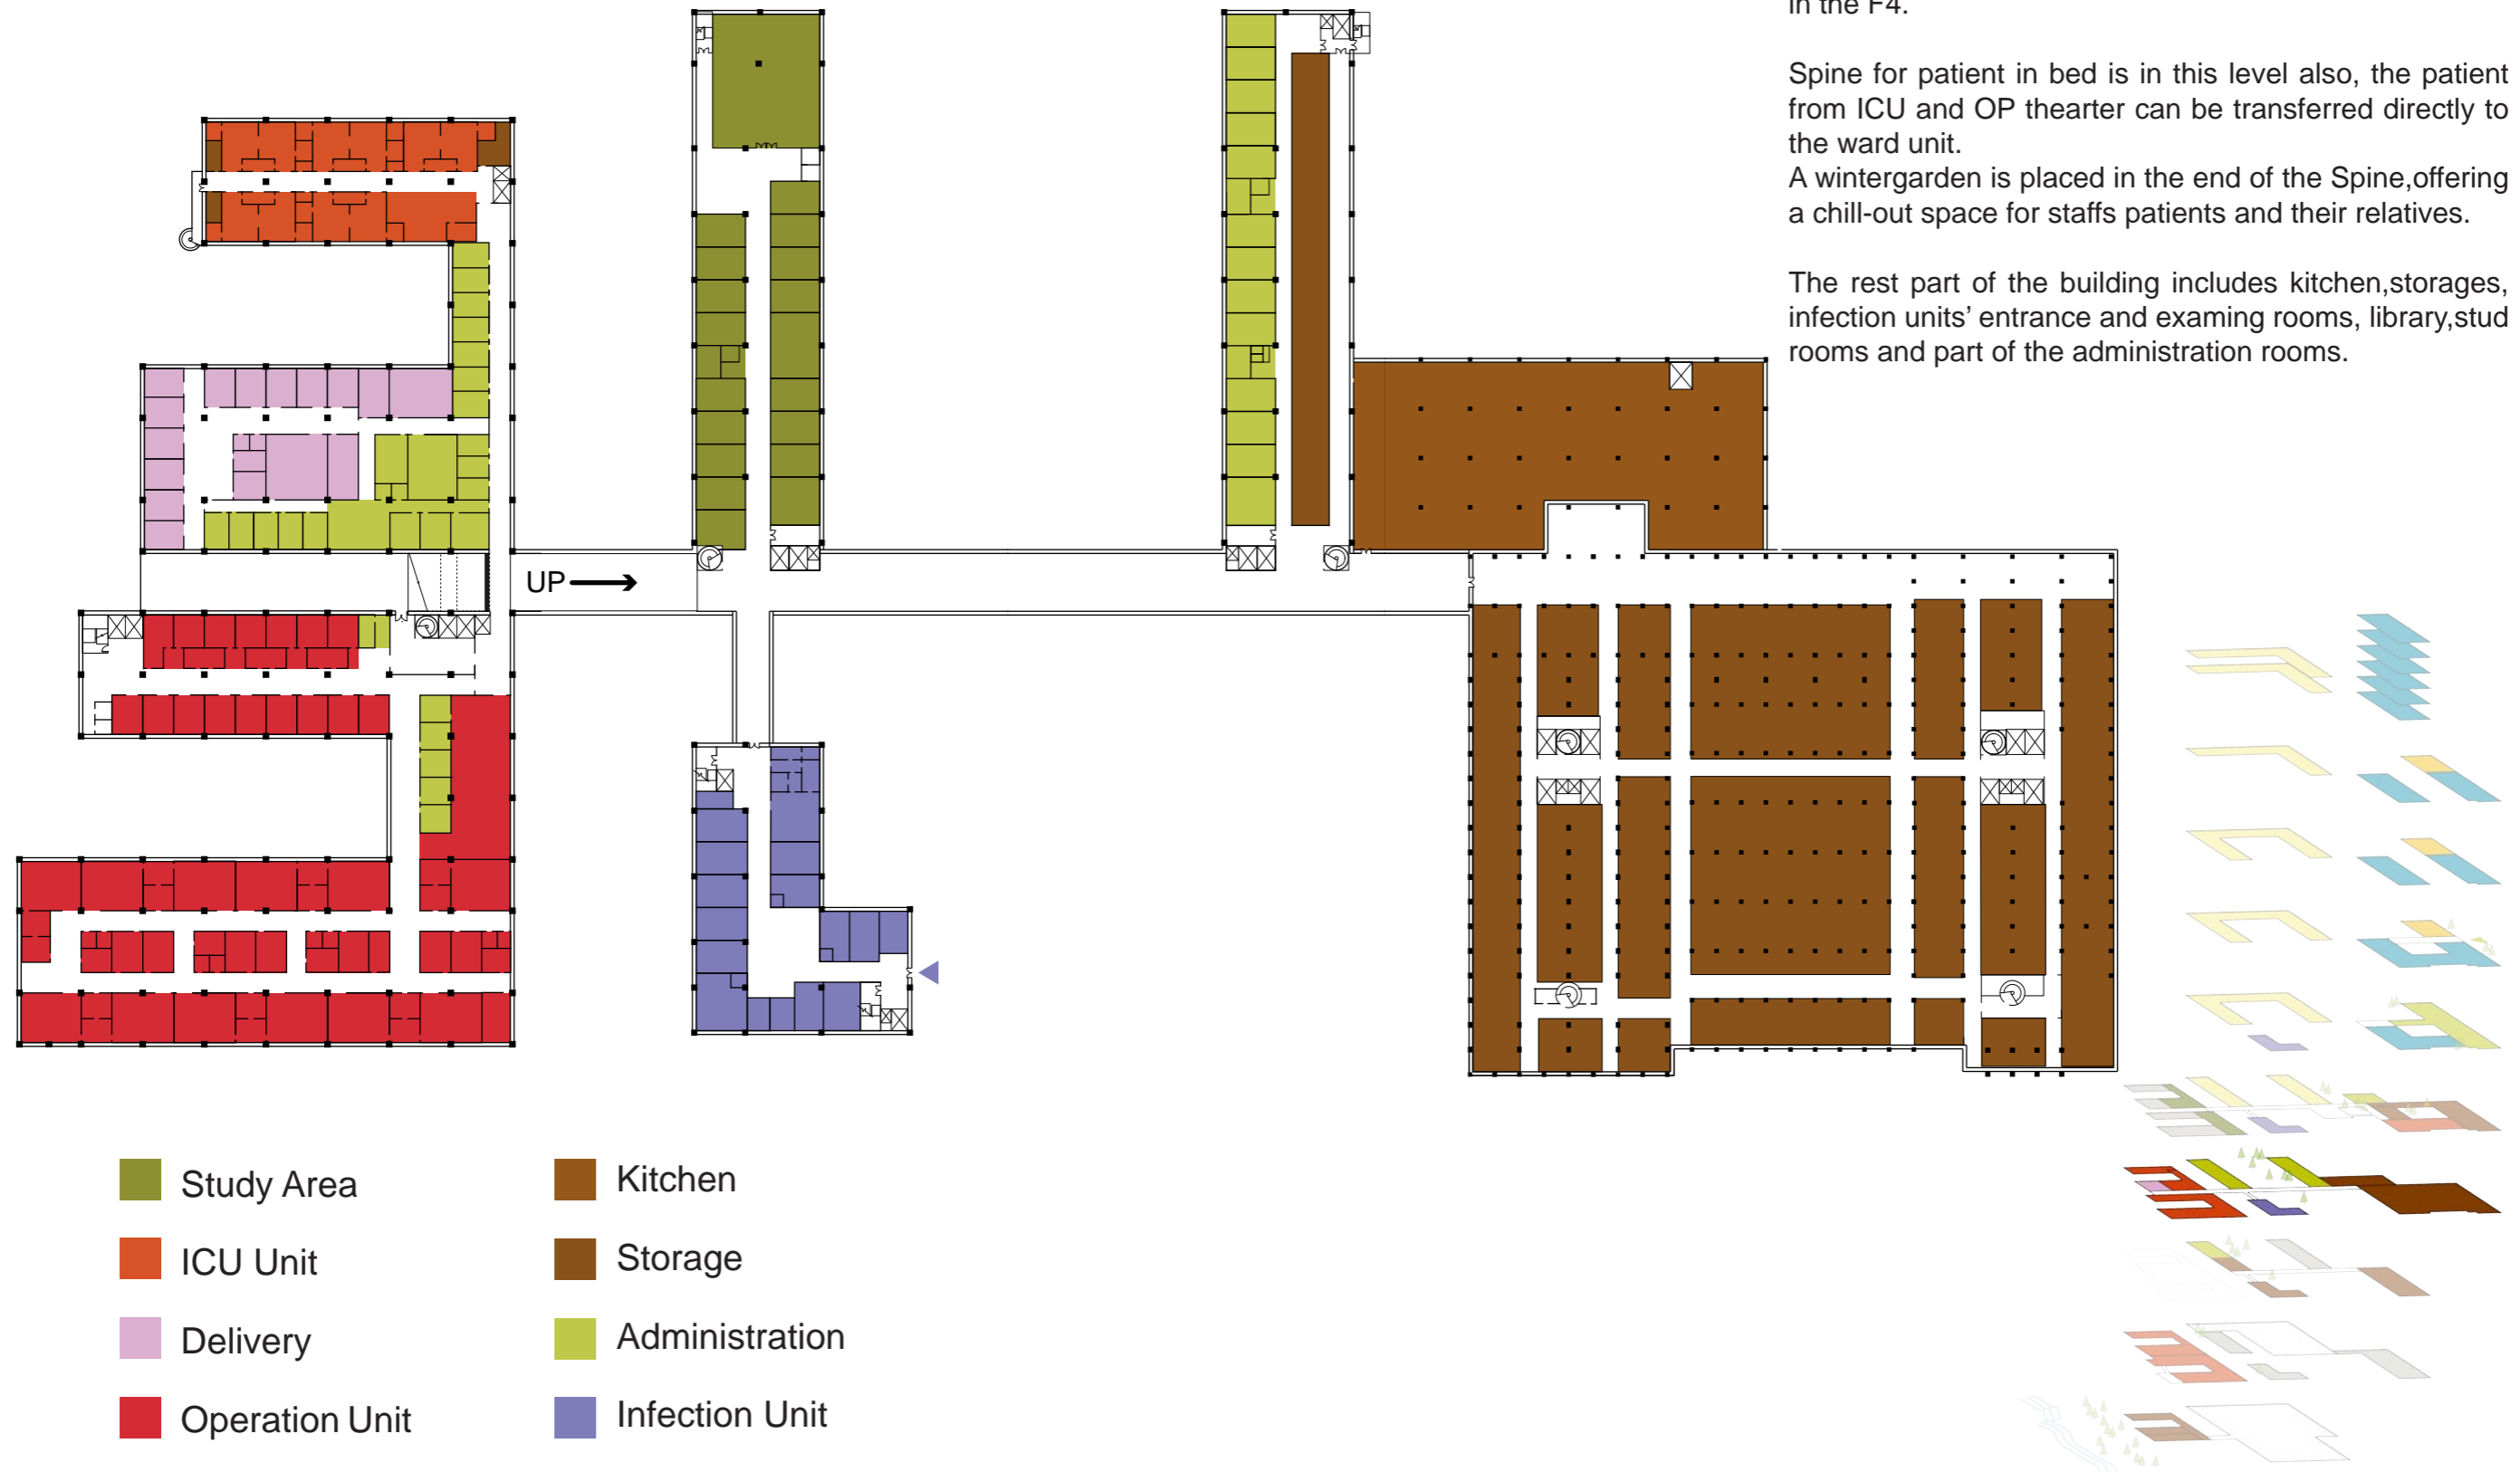 in the F4.
Spine for patient in bed is in this level also, the patient
from ICU and OP thearter can be transferred directly to
the ward unit.
A wintergarden is placed in the end of the Spine,offering
a chill-out space for staffs patients and their relatives.
The rest part of the building includes kitchen,storages,
infection units’ entrance and examing rooms, library,stud
rooms and part of the administration rooms.
UP
Study Area
ICU Unit
Delivery
Operation Unit
Kitchen
Storage
Administration
Infection Unit